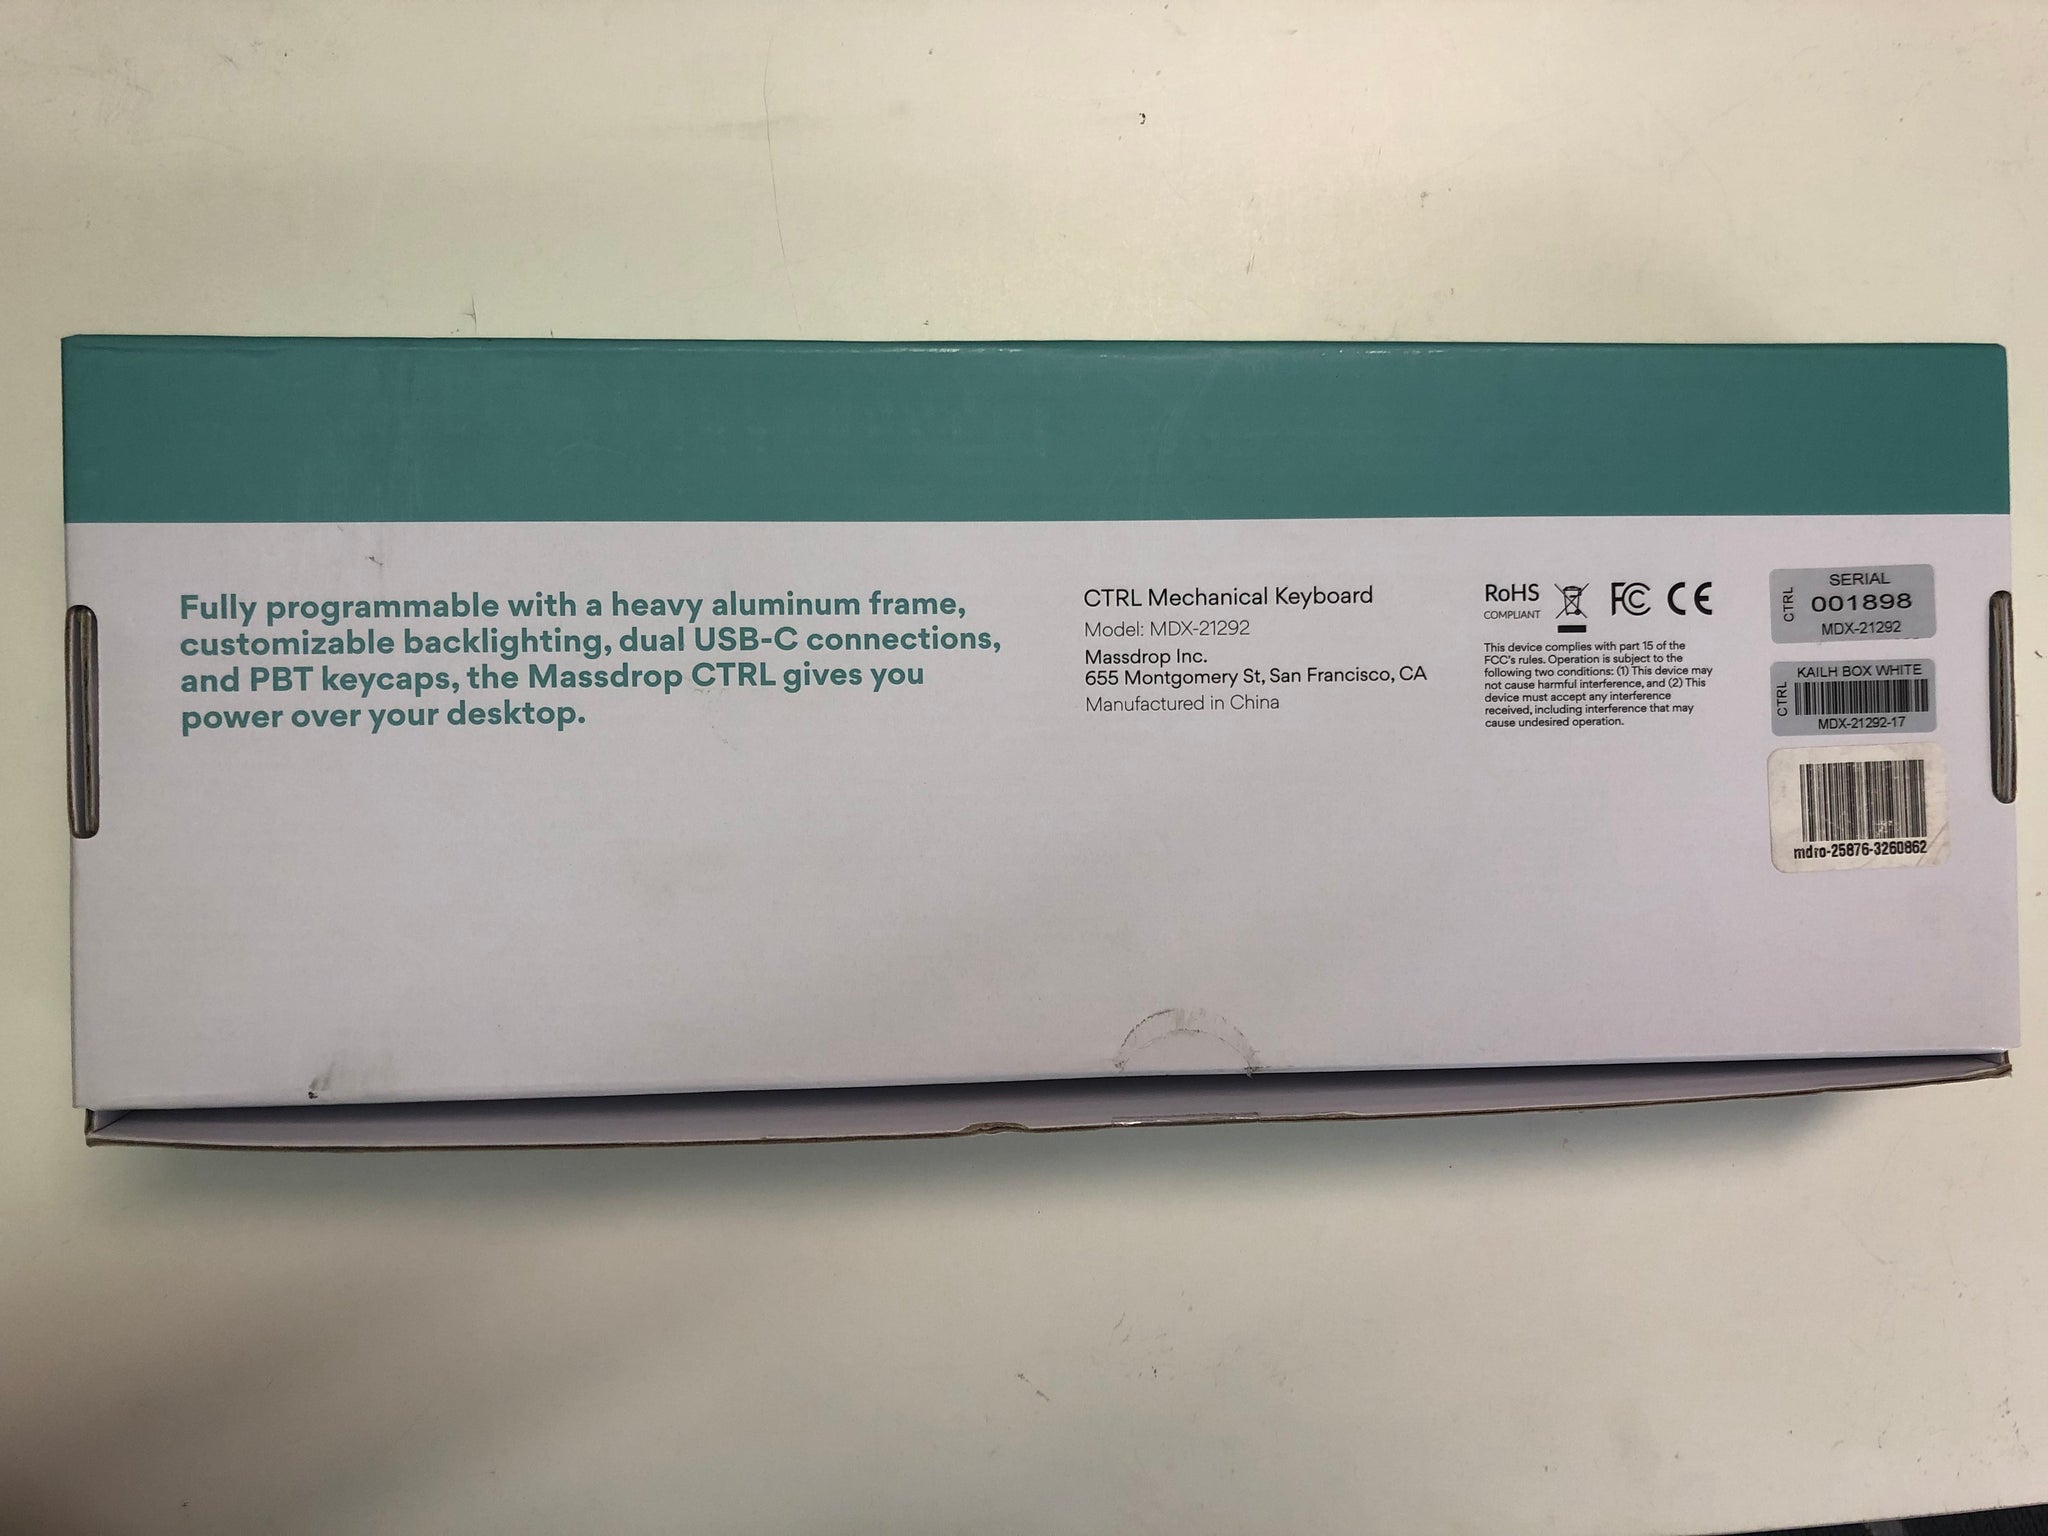 Fully programmable with a heavy aluminum frame,
customizable backlighting, dual USB-C connections,
and PBT keycaps, the Massdrop CTRL gives you
power over your desktop.
CTRL Mechanical Keyboard
Model: MDX-21292
Massdrop Inc.
655 Montgomery St, San Francisco, CA
Manufactured in China
RoHS
COMPLIANT
FC CE
This device complies with part 15 of the
FCC's rules. Operation is subject to the
following two conditions: (1) This device may
not cause harmful interference, and (2) This
device must accept any interference
received, including interference that may
cause undesired operation.
CTRL
SERIAL
001898
MDX-21292
CTRL
KAILH BOX WHITE
MDX-21292-17
mdro-25876-3260862